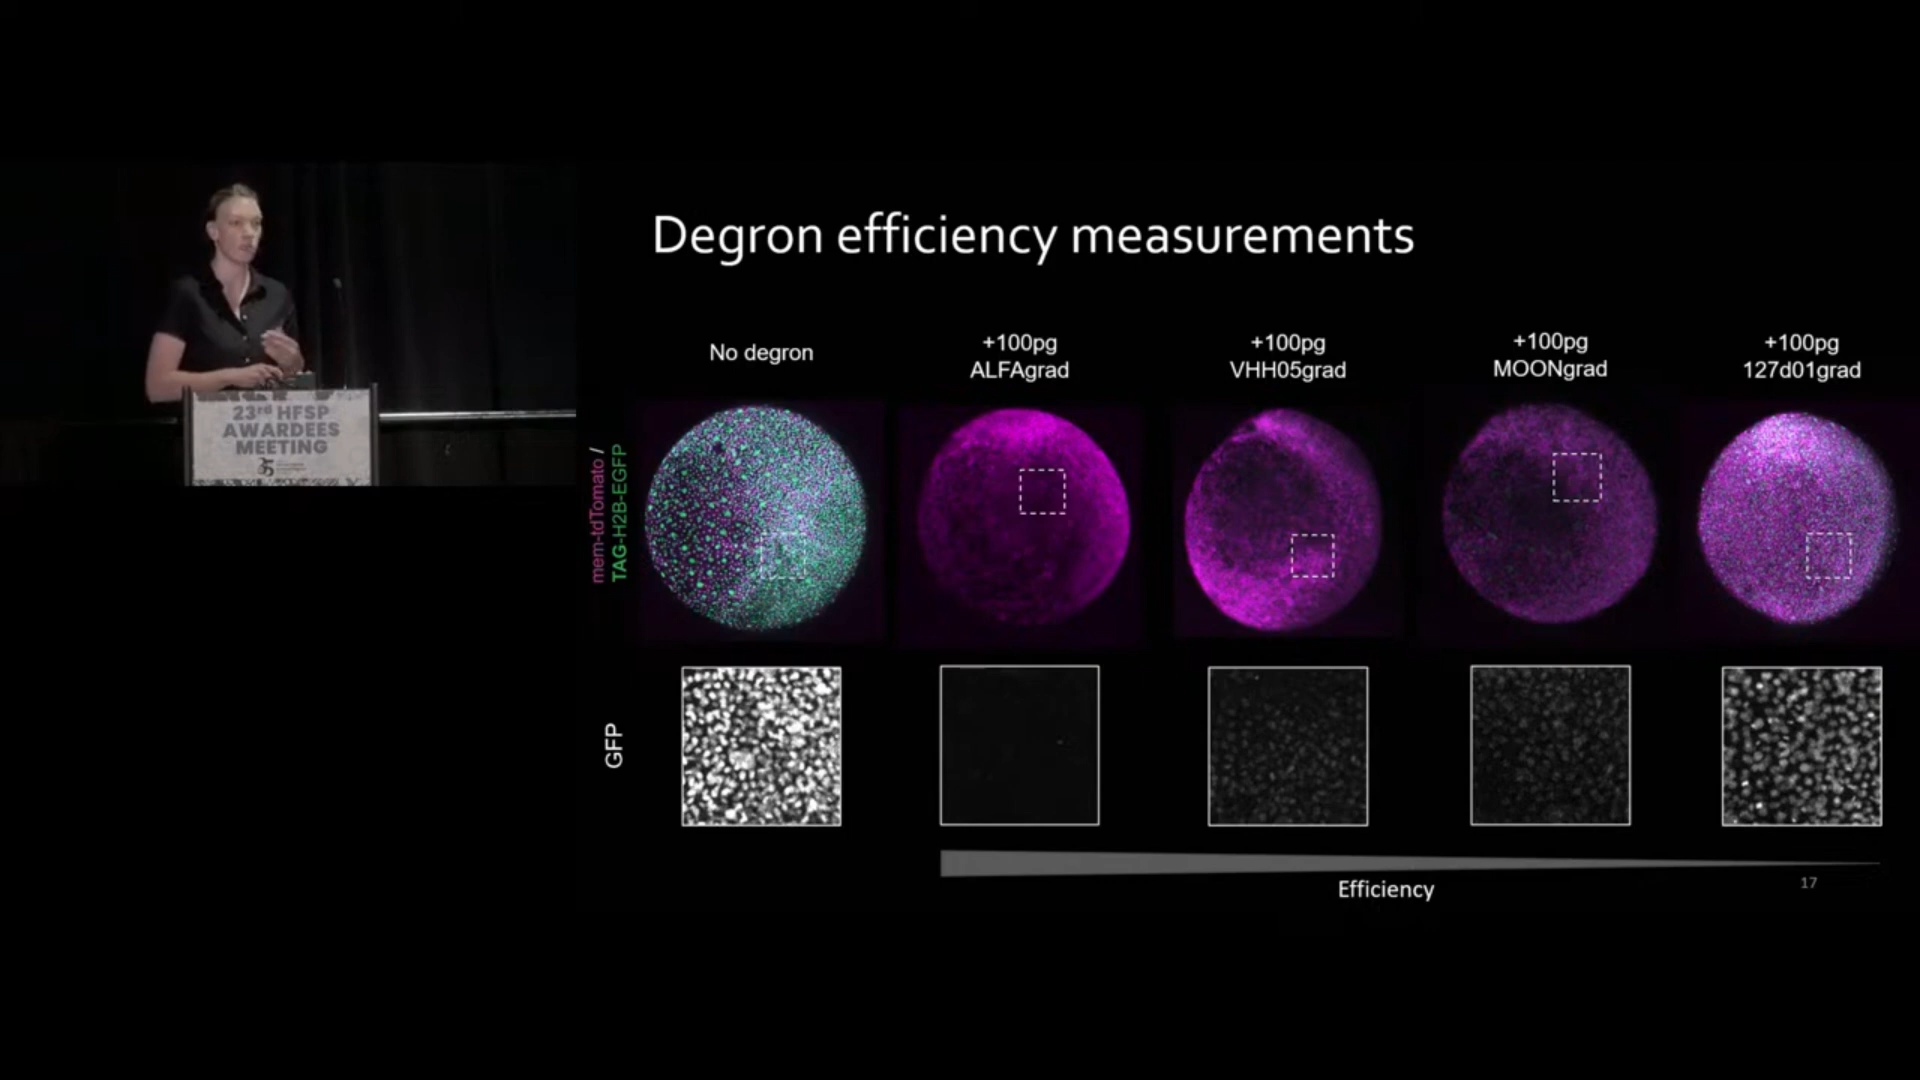 Degron efficiency measurements
No degron
+100pg
ALFAgrad
+100pg
VHH05grad
+100pg
MOONgrad
+100pg
127d01grad
mem-tdTomato /
TAG-H2B-EGFP
GFP
Efficiency
17
23rd HFSP
AWARDEES
MEETING
35